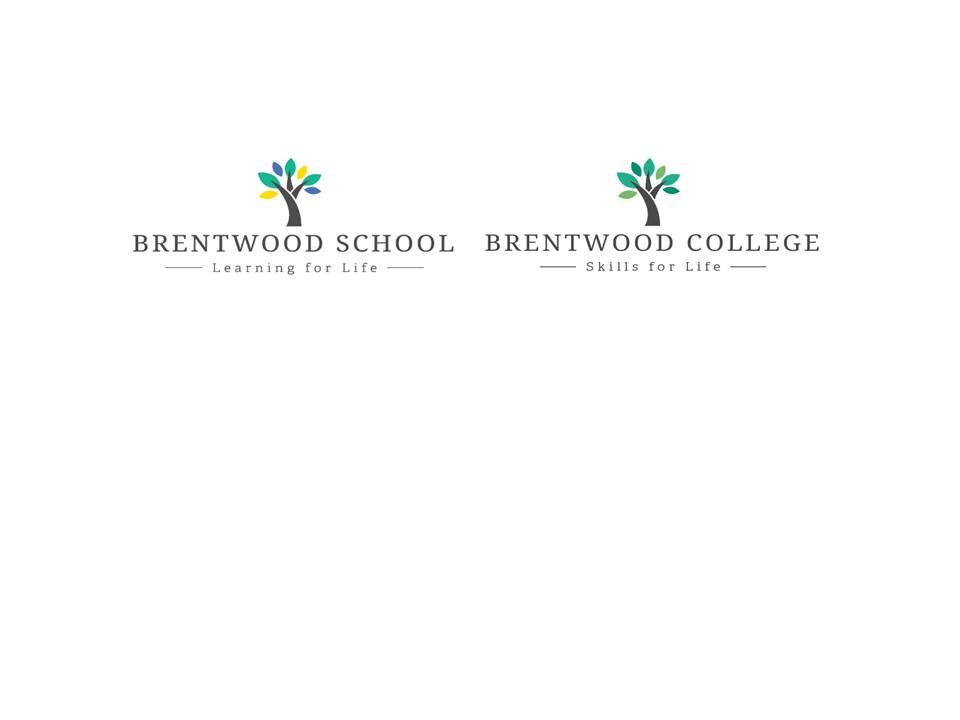 BRENTWOOD SCHOOL
Learning for Life
BRENTWOOD COLLEGE
Skills for Life